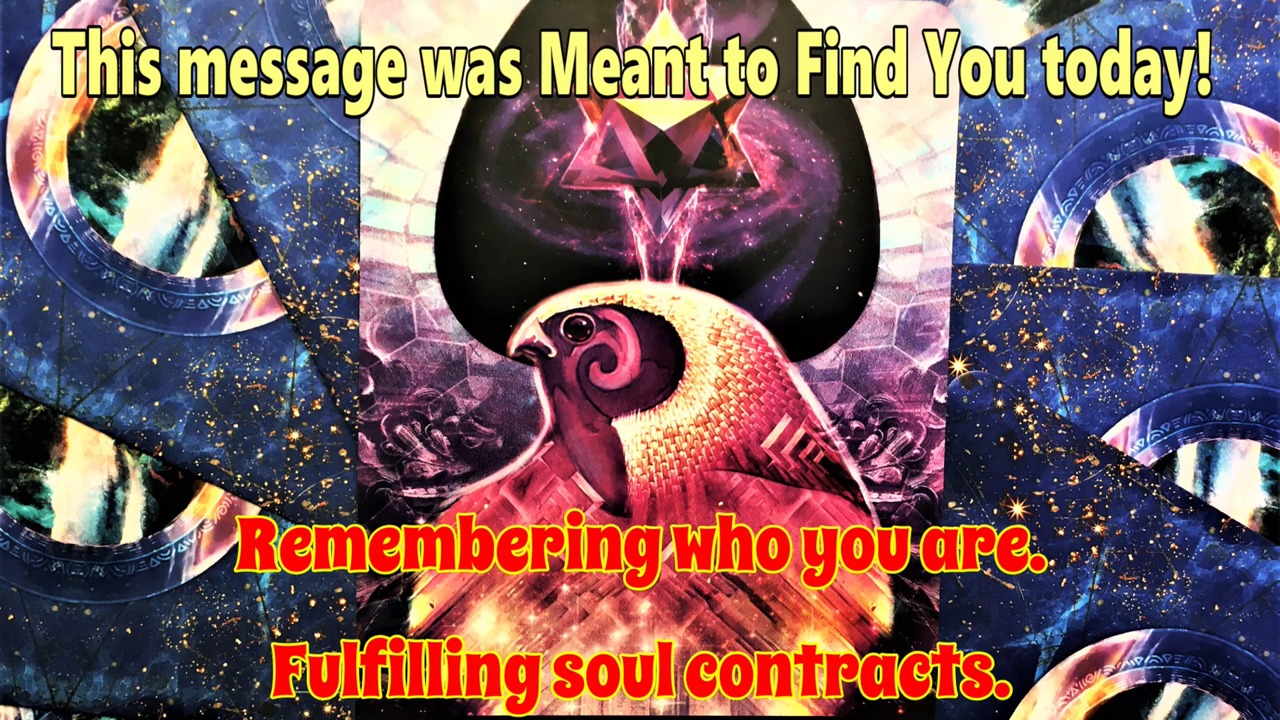 This message was Meant to Find You today!
Remembering who you are.
Fulfilling soul contracts.